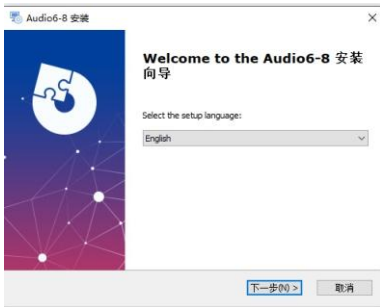 Audio6-8 安装
Welcome to the Audio6-8 安装
向导
Select the setup language:
English
下一步(N) >
取消